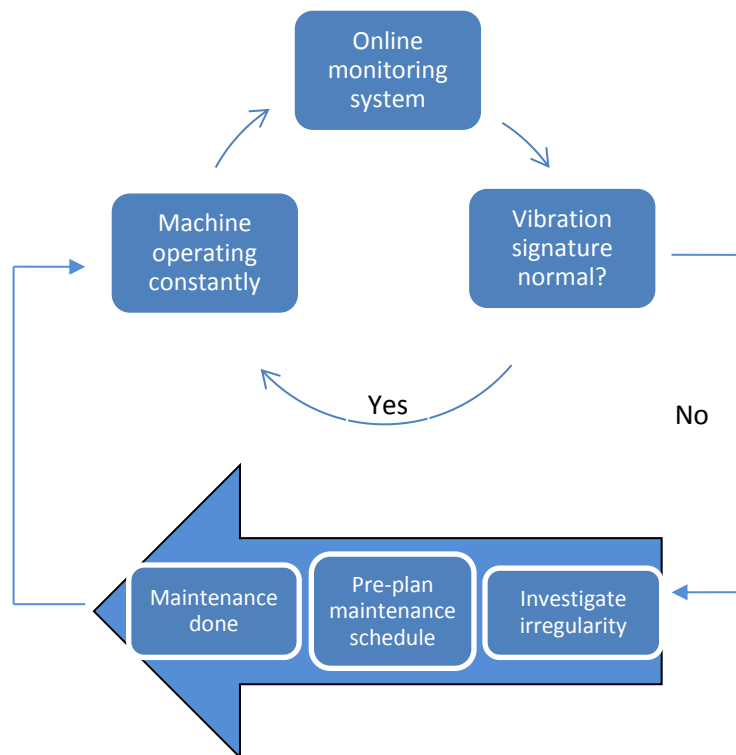 Online
monitoring
system
Machine
operating
constantly
Vibration
signature
normal?
Yes
No
Maintenance
done
Pre-plan
maintenance
schedule
Investigate
irregularity